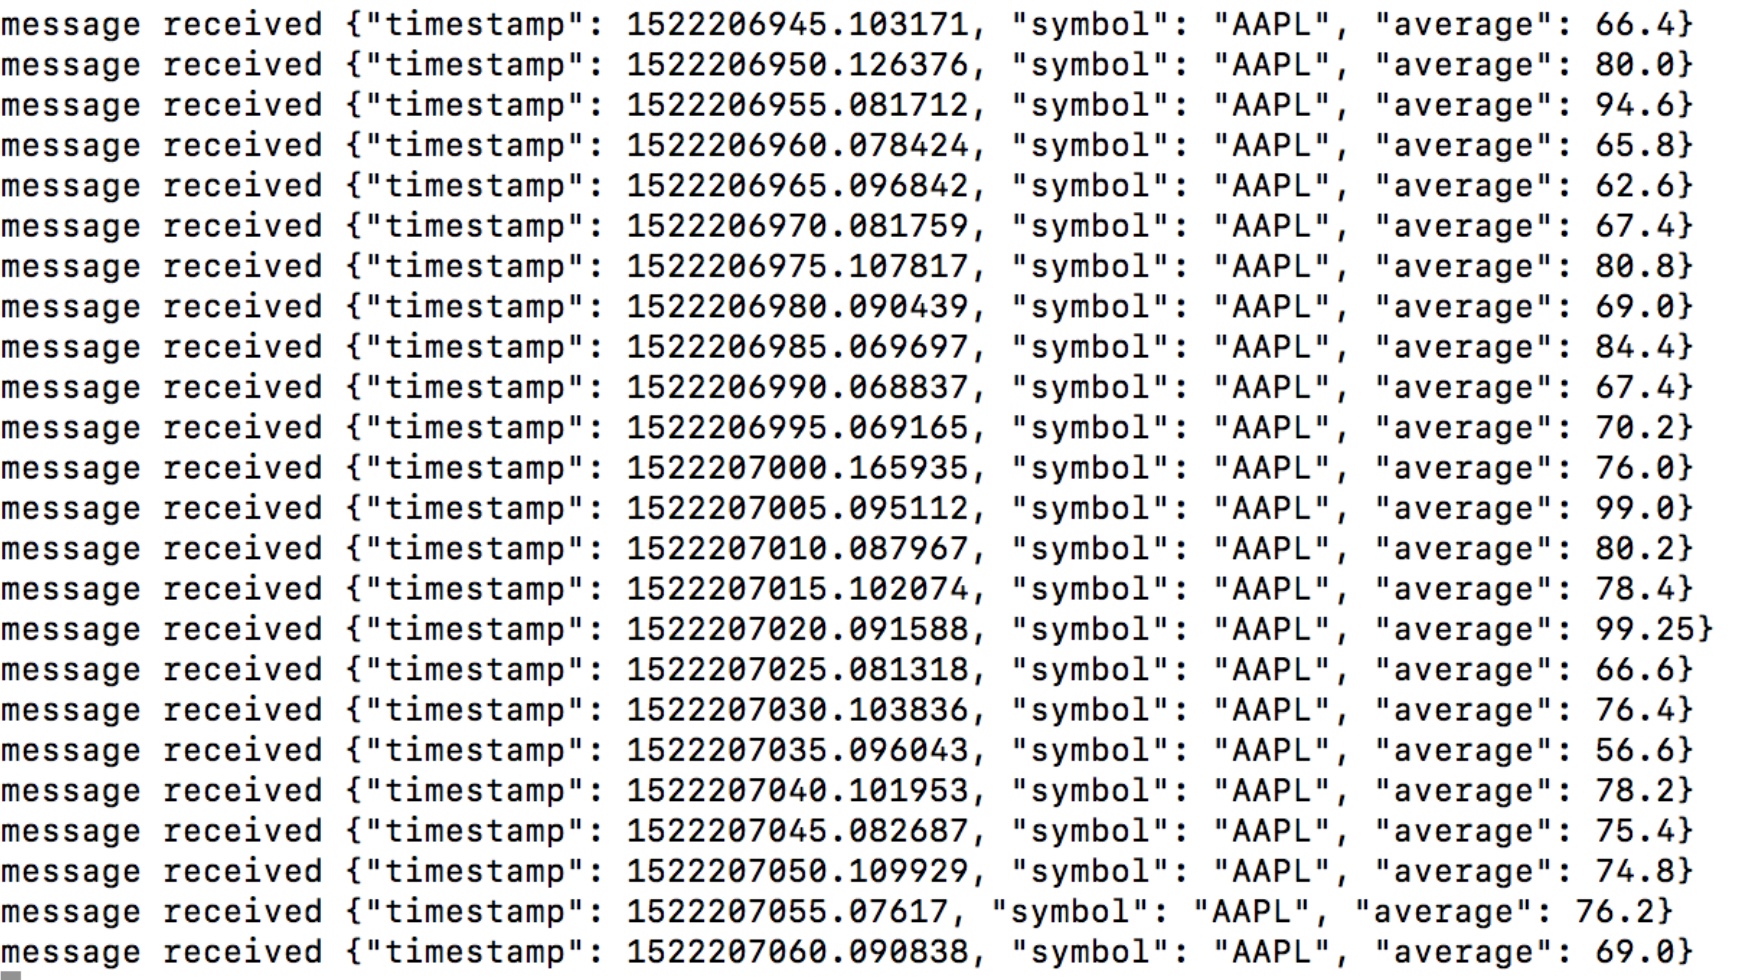 message received {"timestamp": 1522206945.103171, "symbol": "AAPL", "average": 66.4}
message received {"timestamp": 1522206950.126376, "symbol": "AAPL", "average": 80.0}
message received {"timestamp": 1522206955.081712, "symbol": "AAPL", "average": 94.6}
message received {"timestamp": 1522206960.078424, "symbol": "AAPL", "average": 65.8}
message received {"timestamp": 1522206965.096842, "symbol": "AAPL", "average": 62.6}
message received {"timestamp": 1522206970.081759, "symbol": "AAPL", "average": 67.4}
message received {"timestamp": 1522206975.107817, "symbol": "AAPL", "average": 80.8}
message received {"timestamp": 1522206980.090439, "symbol": "AAPL", "average": 69.0}
message received {"timestamp": 1522206985.069697, "symbol": "AAPL", "average": 84.4}
message received {"timestamp": 1522206990.068837, "symbol": "AAPL", "average": 67.4}
message received {"timestamp": 1522206995.069165, "symbol": "AAPL", "average": 70.2}
message received {"timestamp": 1522207000.165935, "symbol": "AAPL", "average": 76.0}
message received {"timestamp": 1522207005.095112, "symbol": "AAPL", "average": 99.0}
message received {"timestamp": 1522207010.087967, "symbol": "AAPL", "average": 80.2}
message received {"timestamp": 1522207015.102074, "symbol": "AAPL", "average": 78.4}
message received {"timestamp": 1522207020.091588, "symbol": "AAPL", "average": 99.25}
message received {"timestamp": 1522207025.081318, "symbol": "AAPL", "average": 66.6}
message received {"timestamp": 1522207030.103836, "symbol": "AAPL", "average": 76.4}
message received {"timestamp": 1522207035.096043, "symbol": "AAPL", "average": 56.6}
message received {"timestamp": 1522207040.101953, "symbol": "AAPL", "average": 78.2}
message received {"timestamp": 1522207045.082687, "symbol": "AAPL", "average": 75.4}
message received {"timestamp": 1522207050.109929, "symbol": "AAPL", "average": 74.8}
message received {"timestamp": 1522207055.07617, "symbol": "AAPL", "average": 76.2}
message received {"timestamp": 1522207060.090838, "symbol": "AAPL", "average": 69.0}